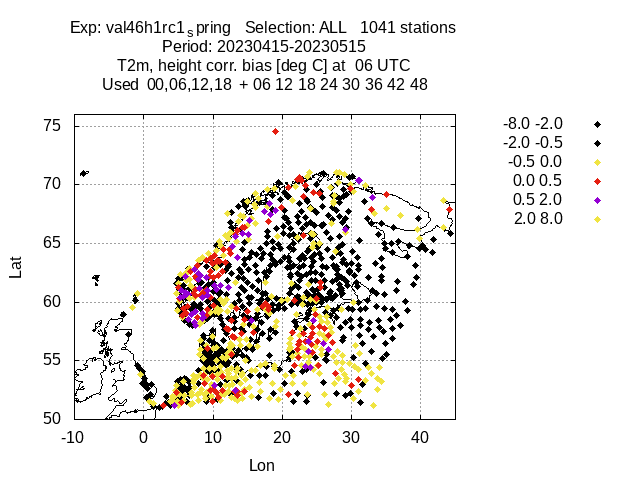 Exp: val46h1rc1spring Selection: ALL 1041 stations
Period: 20230415-20230515
T2m, height corr. bias [deg C] at 06 UTC
Used 00,06,12,18 + 06 12 18 24 30 36 42 48
-8.0 -2.0
-2.0 -0.5
-0.5 0.0
0.0 0.5
0.5 2.0
2.0 8.0
75
70
65
60
55
50
Lat
-10 0 10 20 30 40
Lon